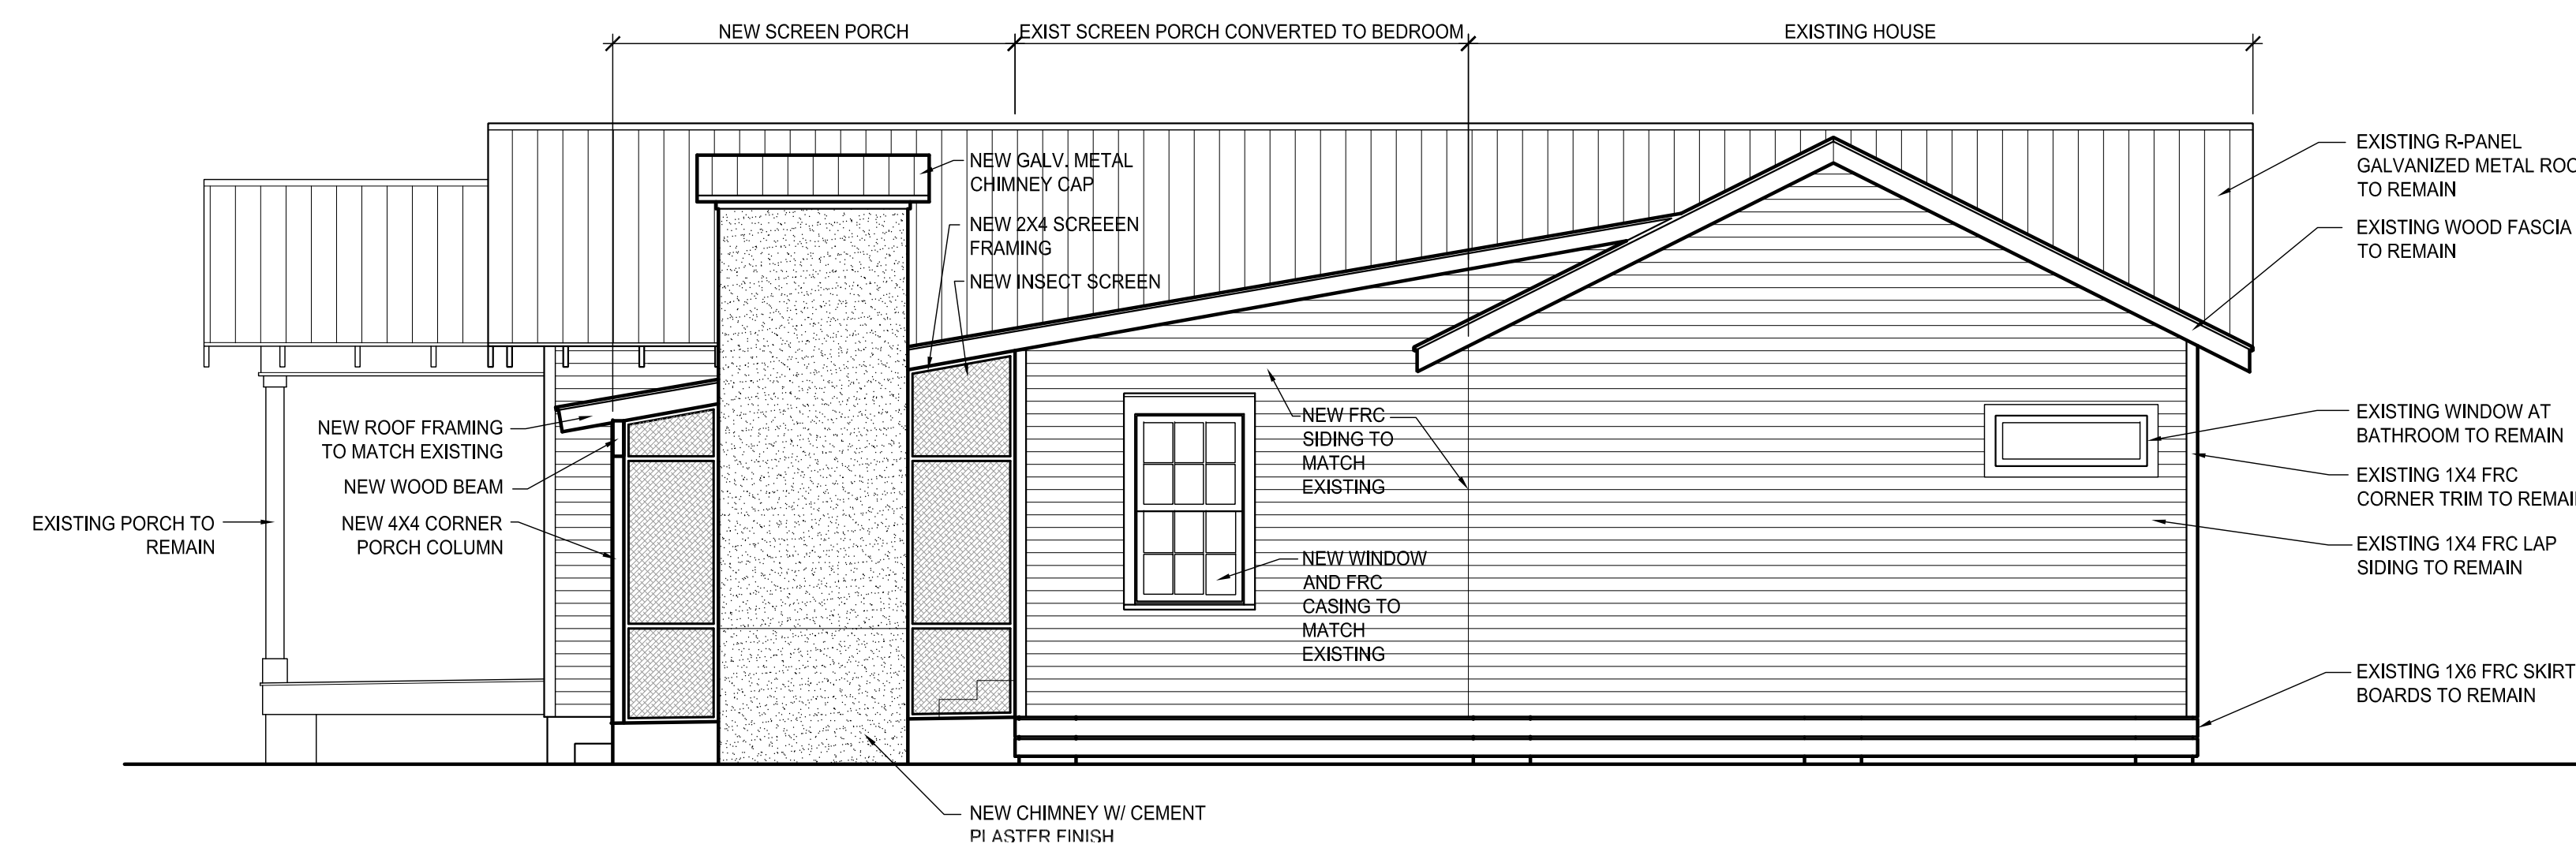 NEW SCREEN PORCH
EXIST SCREEN PORCH CONVERTED TO BEDROOM
EXISTING HOUSE
NEW GALV. METAL
CHIMNEY CAP
NEW 2X4 SCREEEN
FRAMING
NEW INSECT SCREEN
EXISTING R-PANEL
GALVANIZED METAL ROO
TO REMAIN
EXISTING WOOD FASCIA
TO REMAIN
NEW ROOF FRAMING
TO MATCH EXISTING
NEW WOOD BEAM
NEW 4X4 CORNER
PORCH COLUMN
EXISTING PORCH TO
REMAIN
NEW FRC
SIDING TO
MATCH
EXISTING
NEW WINDOW
AND FRC
CASING TO
MATCH
EXISTING
EXISTING WINDOW AT
BATHROOM TO REMAIN
EXISTING 1X4 FRC
CORNER TRIM TO REMAI
EXISTING 1X4 FRC LAP
SIDING TO REMAIN
EXISTING 1X6 FRC SKIRT
BOARDS TO REMAIN
NEW CHIMNEY W/ CEMENT
PLASTER FINISH